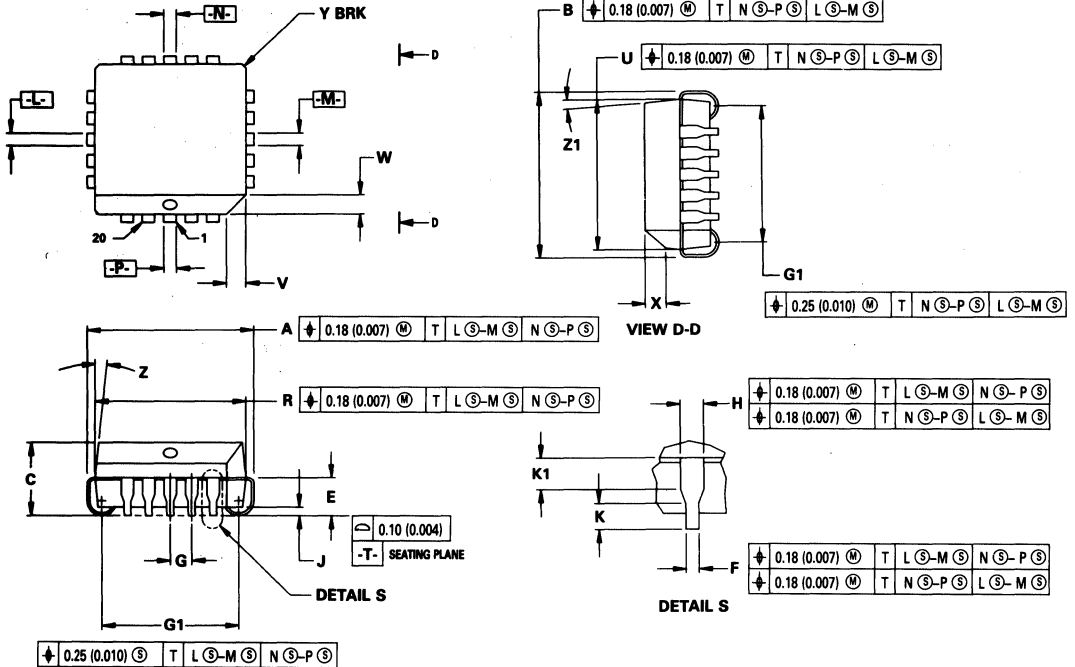 -N-
Y BRK
D
-L-
-M-
W
20
1
-P-
V
D
B ⌖ 0.18 (0.007) Ⓜ T N Ⓢ–P Ⓢ L Ⓢ–M Ⓢ
U ⌖ 0.18 (0.007) Ⓜ T N Ⓢ–P Ⓢ L Ⓢ–M Ⓢ
Z1
G1
X
⌖ 0.25 (0.010) Ⓜ T N Ⓢ–P Ⓢ L Ⓢ–M Ⓢ
VIEW D-D
A ⌖ 0.18 (0.007) Ⓜ T L Ⓢ–M Ⓢ N Ⓢ–P Ⓢ
Z
R ⌖ 0.18 (0.007) Ⓜ T L Ⓢ–M Ⓢ N Ⓢ–P Ⓢ
C
E
⌓ 0.10 (0.004)
G
J
-T- SEATING PLANE
DETAIL S
G1
⌖ 0.25 (0.010) Ⓢ T L Ⓢ–M Ⓢ N Ⓢ–P Ⓢ
H
⌖ 0.18 (0.007) Ⓜ T L Ⓢ–M Ⓢ N Ⓢ–P Ⓢ
⌖ 0.18 (0.007) Ⓜ T N Ⓢ–P Ⓢ L Ⓢ–M Ⓢ
K1
K
F
⌖ 0.18 (0.007) Ⓜ T L Ⓢ–M Ⓢ N Ⓢ–P Ⓢ
⌖ 0.18 (0.007) Ⓜ T N Ⓢ–P Ⓢ L Ⓢ–M Ⓢ
DETAIL S